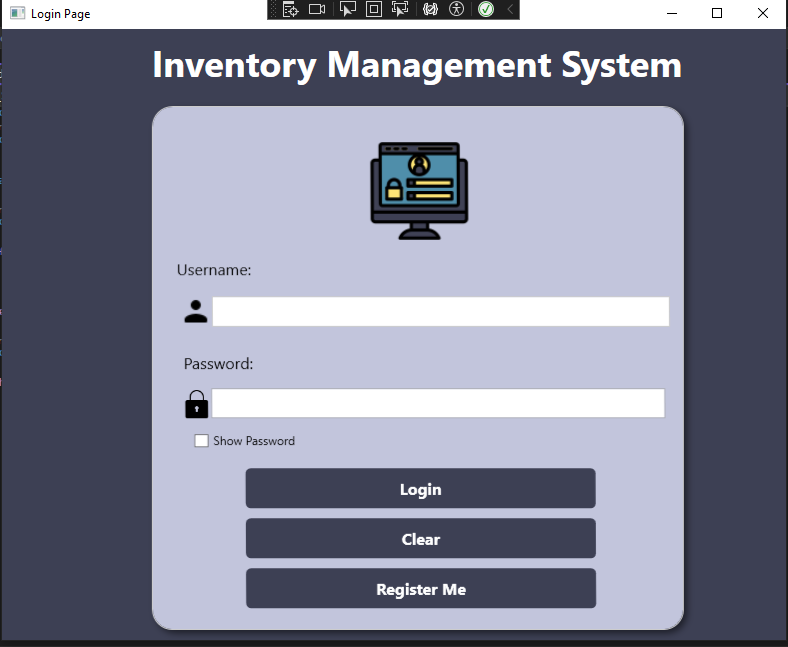 Login Page
Inventory Management System
Username:
Password:
Show Password
Login
Clear
Register Me